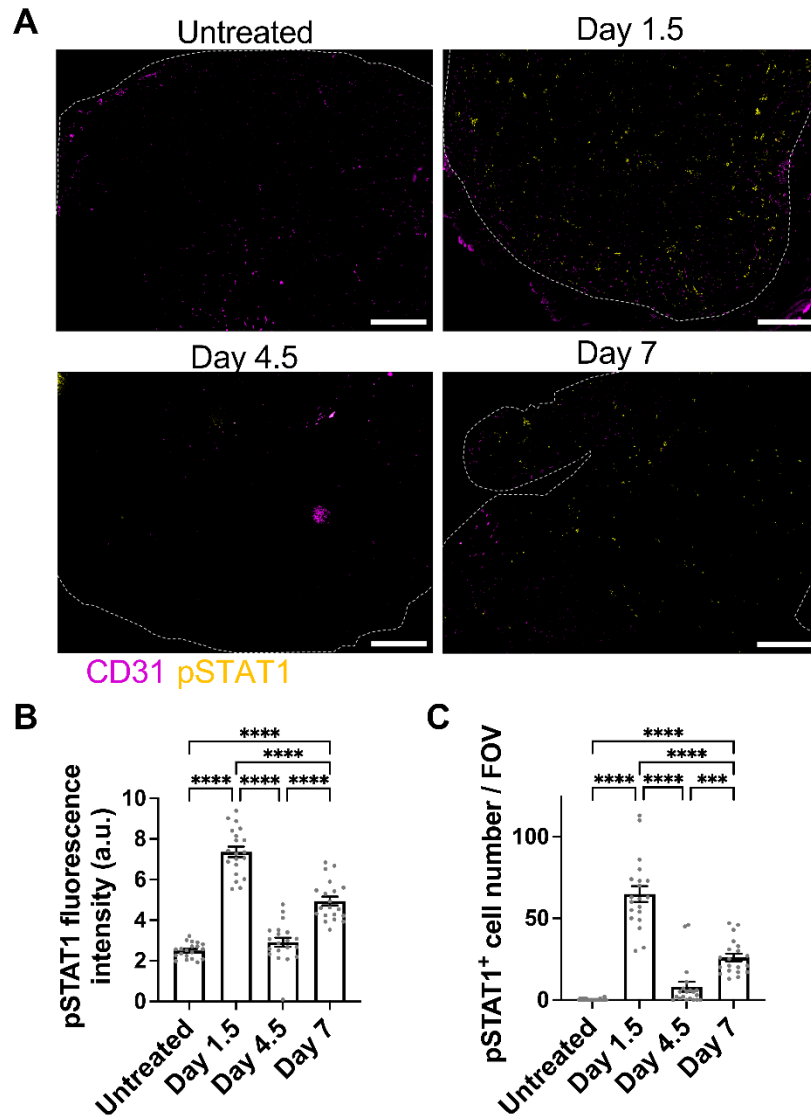 A
Untreated
Day 1.5
Day 4.5
Day 7
CD31 pSTAT1
B
****
****
**** **** ****
pSTAT1 fluorescence
intensity (a.u.)
10
8
6
4
2
0
Untreated
Day 1.5
Day 4.5
Day 7
C
****
****
**** **** ***
pSTAT1+ cell number / FOV
100
50
0
Untreated
Day 1.5
Day 4.5
Day 7